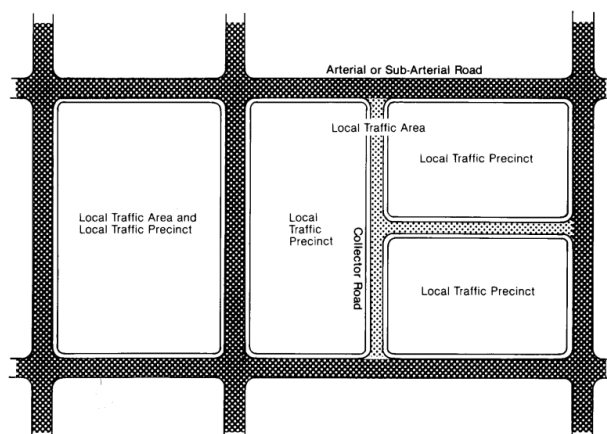 Arterial or Sub-Arterial Road
Local Traffic Area
Local Traffic Precinct
Local Traffic Area and
Local Traffic Precinct
Local
Traffic
Precinct
Collector Road
Local Traffic Precinct